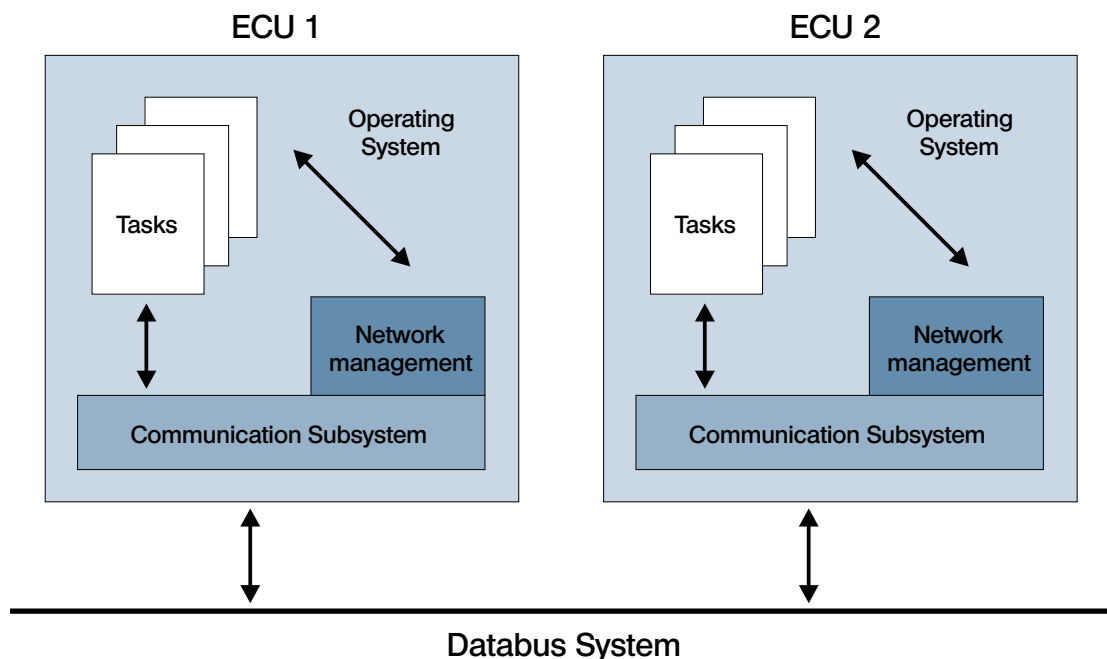 ECU 1
Operating
System
Tasks
Network
management
Communication Subsystem
ECU 2
Operating
System
Tasks
Network
management
Communication Subsystem
Databus System